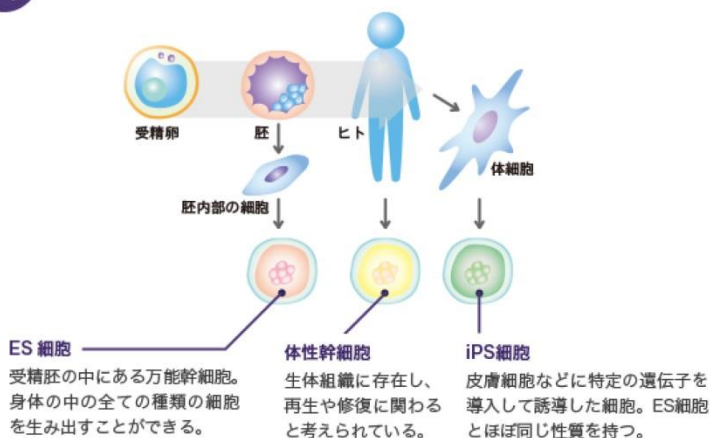 受精卵
胚
ヒト
体細胞
胚内部の細胞
ES 細胞
受精胚の中にある万能幹細胞。
身体の中の全ての種類の細胞
を生み出すことができる。
体性幹細胞
生体組織に存在し、
再生や修復に関わる
と考えられている。
iPS細胞
皮膚細胞などに特定の遺伝子を
導入して誘導した細胞。ES細胞
とほぼ同じ性質を持つ。